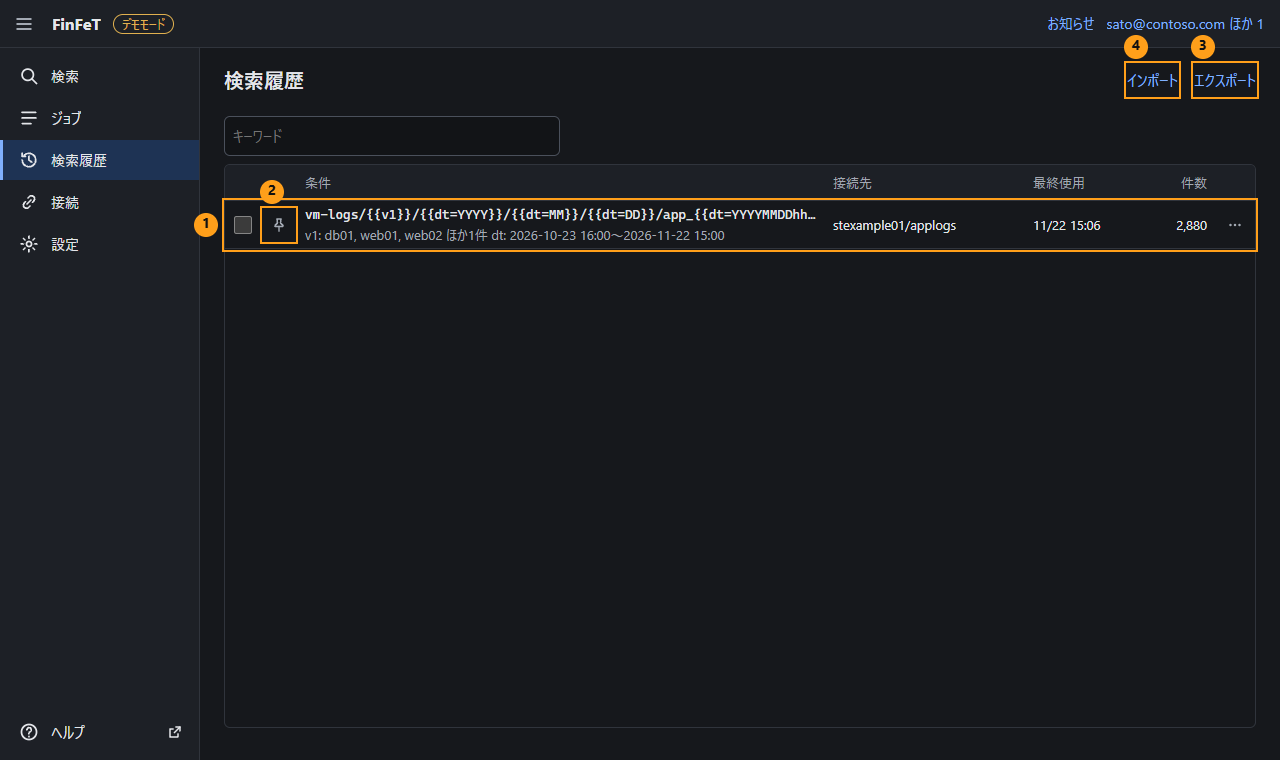 FinFeT デモモード お知らせ sato@contoso.com ほか 1
4 3
検索
検索履歴 インポート エクスポート
ジョブ
キーワード
検索履歴
条件 接続先 最終使用 件数
2
接続
1 vm-logs/{{v1}}/{{dt=YYYY}}/{{dt=MM}}/{{dt=DD}}/app_{{dt=YYYYMMDDhh…
v1: db01, web01, web02 ほか1件 dt: 2026-10-23 16:00～2026-11-22 15:00
stexample01/applogs 11/22 15:06 2,880 …
設定
ヘルプ